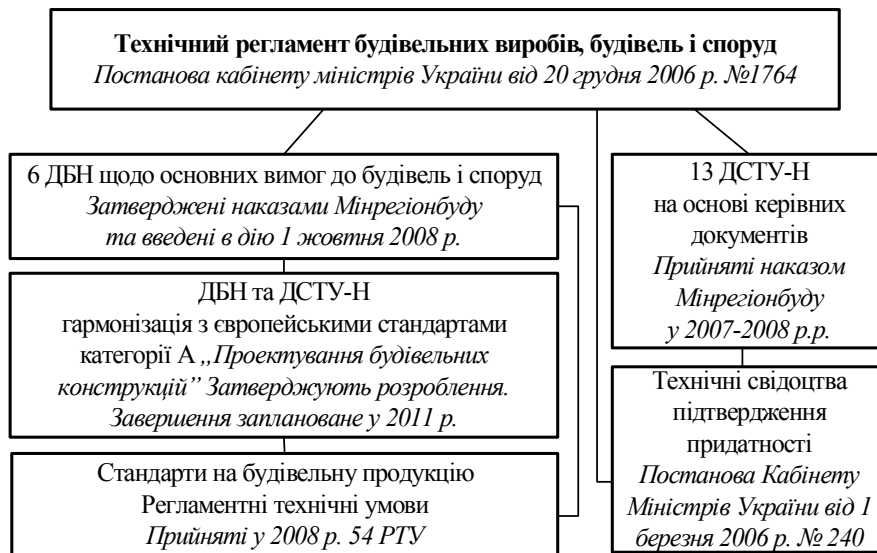 Технічний регламент будівельних виробів, будівель і споруд
Постанова кабінету міністрів України від 20 грудня 2006 р. №1764
6 ДБН щодо основних вимог до будівель і споруд
Затверджені наказами Мінрегіонбуду
та введені в дію 1 жовтня 2008 р.
ДБН та ДСТУ-Н
гармонізація з європейськими стандартами
категорії А „Проектування будівельних
конструкцій” Затверджують розроблення.
Завершення заплановане у 2011 р.
Стандарти на будівельну продукцію
Регламентні технічні умови
Прийняті у 2008 р. 54 РТУ
13 ДСТУ-Н
на основі керівних
документів
Прийняті наказом
Мінрегіонбуду
у 2007-2008 р.р.
Технічні свідоцтва
підтвердження
придатності
Постанова Кабінету
Міністрів України від 1
березня 2006 р. № 240